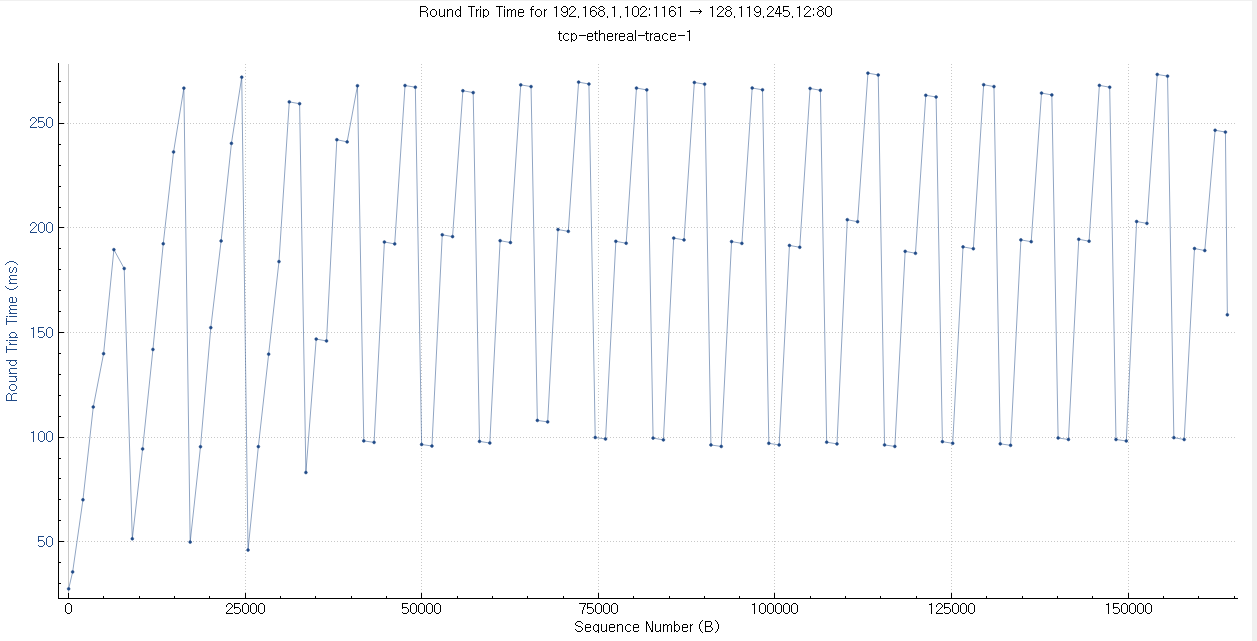 Round Trip Time for 192,168,1,102:1161 → 128,119,245,12:80
tcp-ethereal-trace-1
Round Trip Time (ms)
250
200
150
100
50
0 25000 50000 75000 100000 125000 150000
Sequence Number (B)